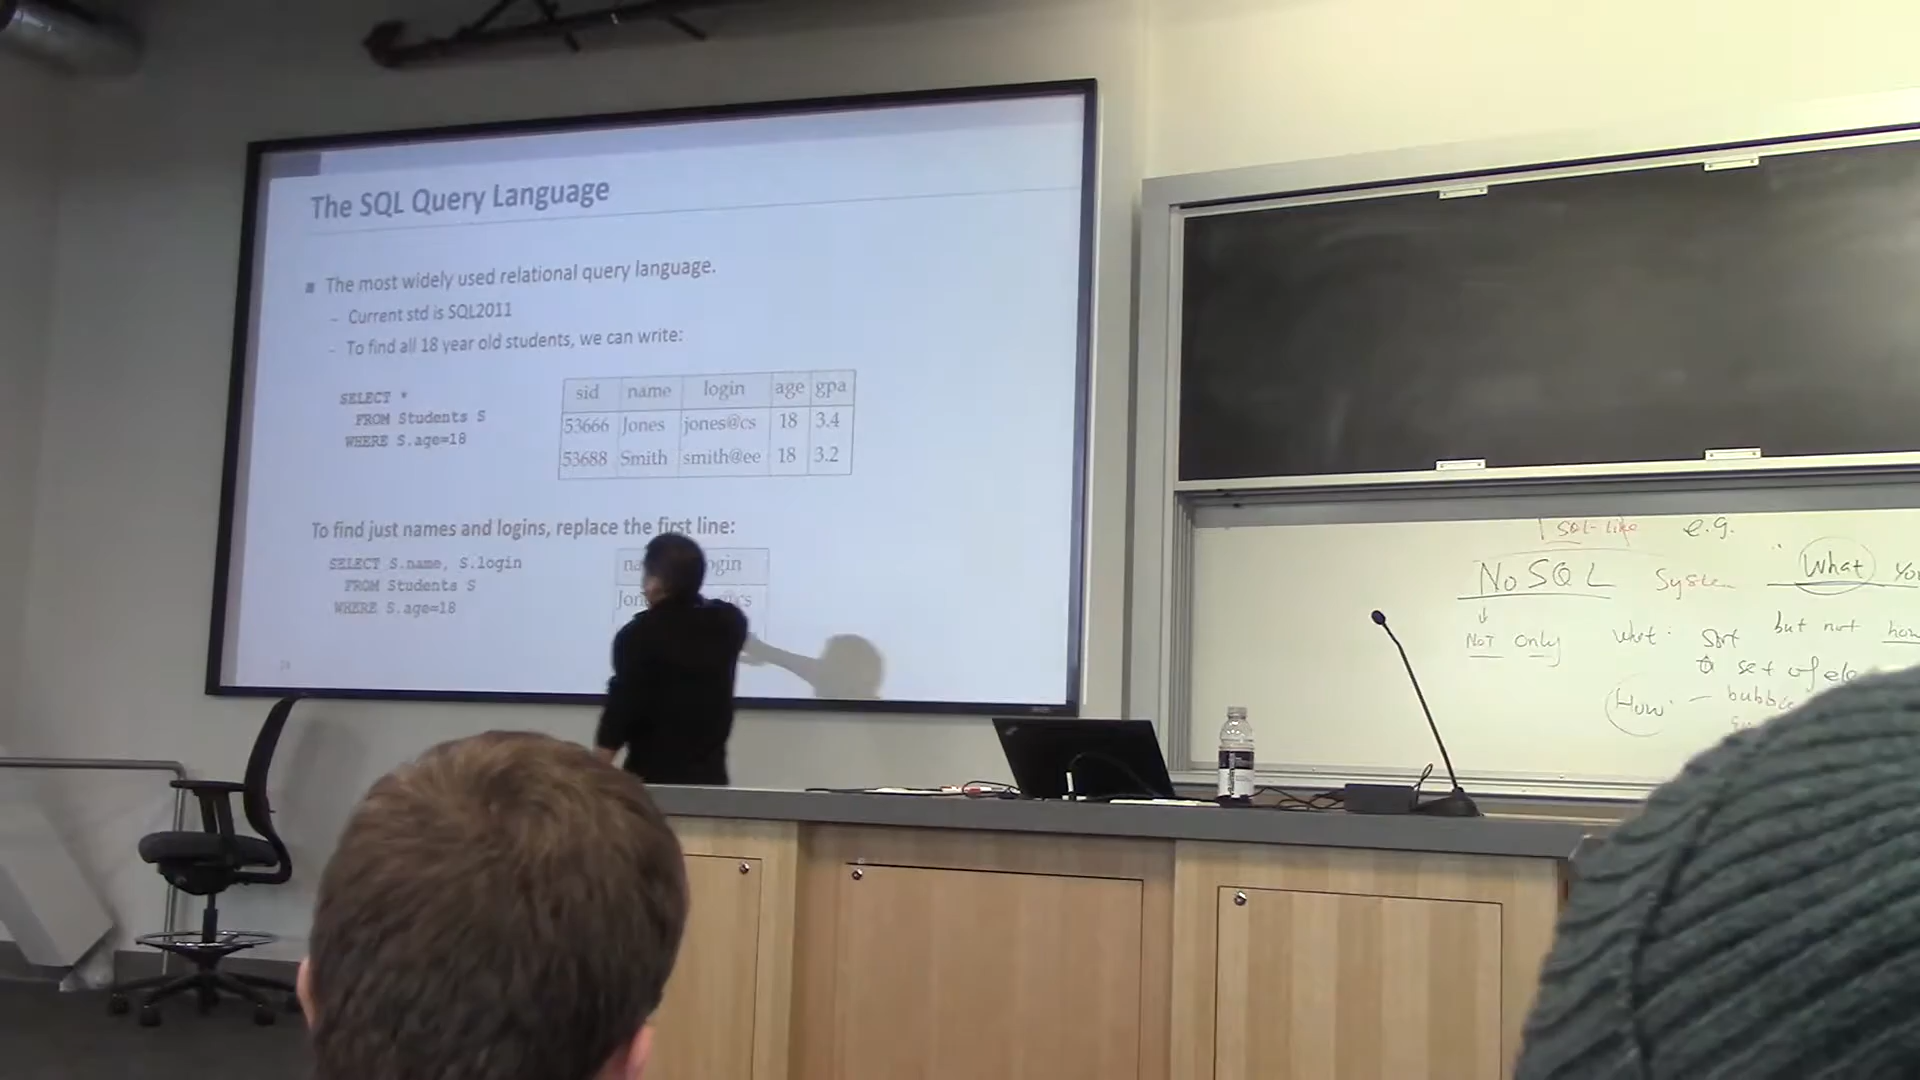 The SQL Query Language
The most widely used relational query language.
- Current std is SQL2011
- To find all 18 year old students, we can write:
SELECT *
FROM Students S
WHERE S.age=18
sid name login age gpa
53666 Jones jones@cs 18 3.4
53688 Smith smith@ee 18 3.2
To find just names and logins, replace the first line:
SELECT S.name, S.login
FROM Students S
WHERE S.age=18
SQL-like e.g.
NoSQL System What
Not Only What: Sort but not how
set of
How: -